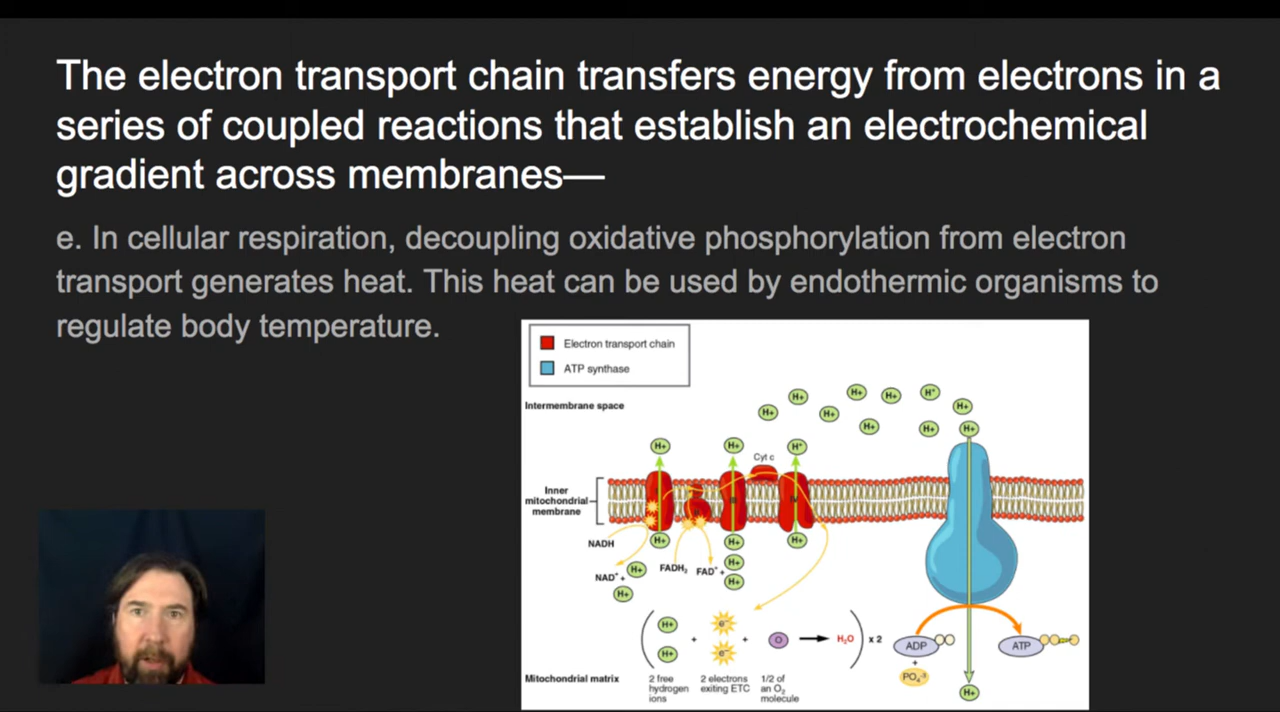 The electron transport chain transfers energy from electrons in a
series of coupled reactions that establish an electrochemical
gradient across membranes—
e. In cellular respiration, decoupling oxidative phosphorylation from electron
transport generates heat. This heat can be used by endothermic organisms to
regulate body temperature.
Electron transport chain
ATP synthase
Intermembrane space
H+ H+ H+ H+ H+ H+ H+ H+ H+ H+
H+ H+ H+
Cyt c
Inner
mitochondrial
membrane
III IV
NADH
H+ H+ H+
NAD+ + H+
H+
FADH2 FAD+ +
H+
H+
H+ + e- + O H2O x 2
H+ e-
ADP ATP
+
PO4-3
H+
Mitochondrial matrix
2 free
hydrogen
ions
2 electrons
exiting ETC
1/2 of
an O2
molecule